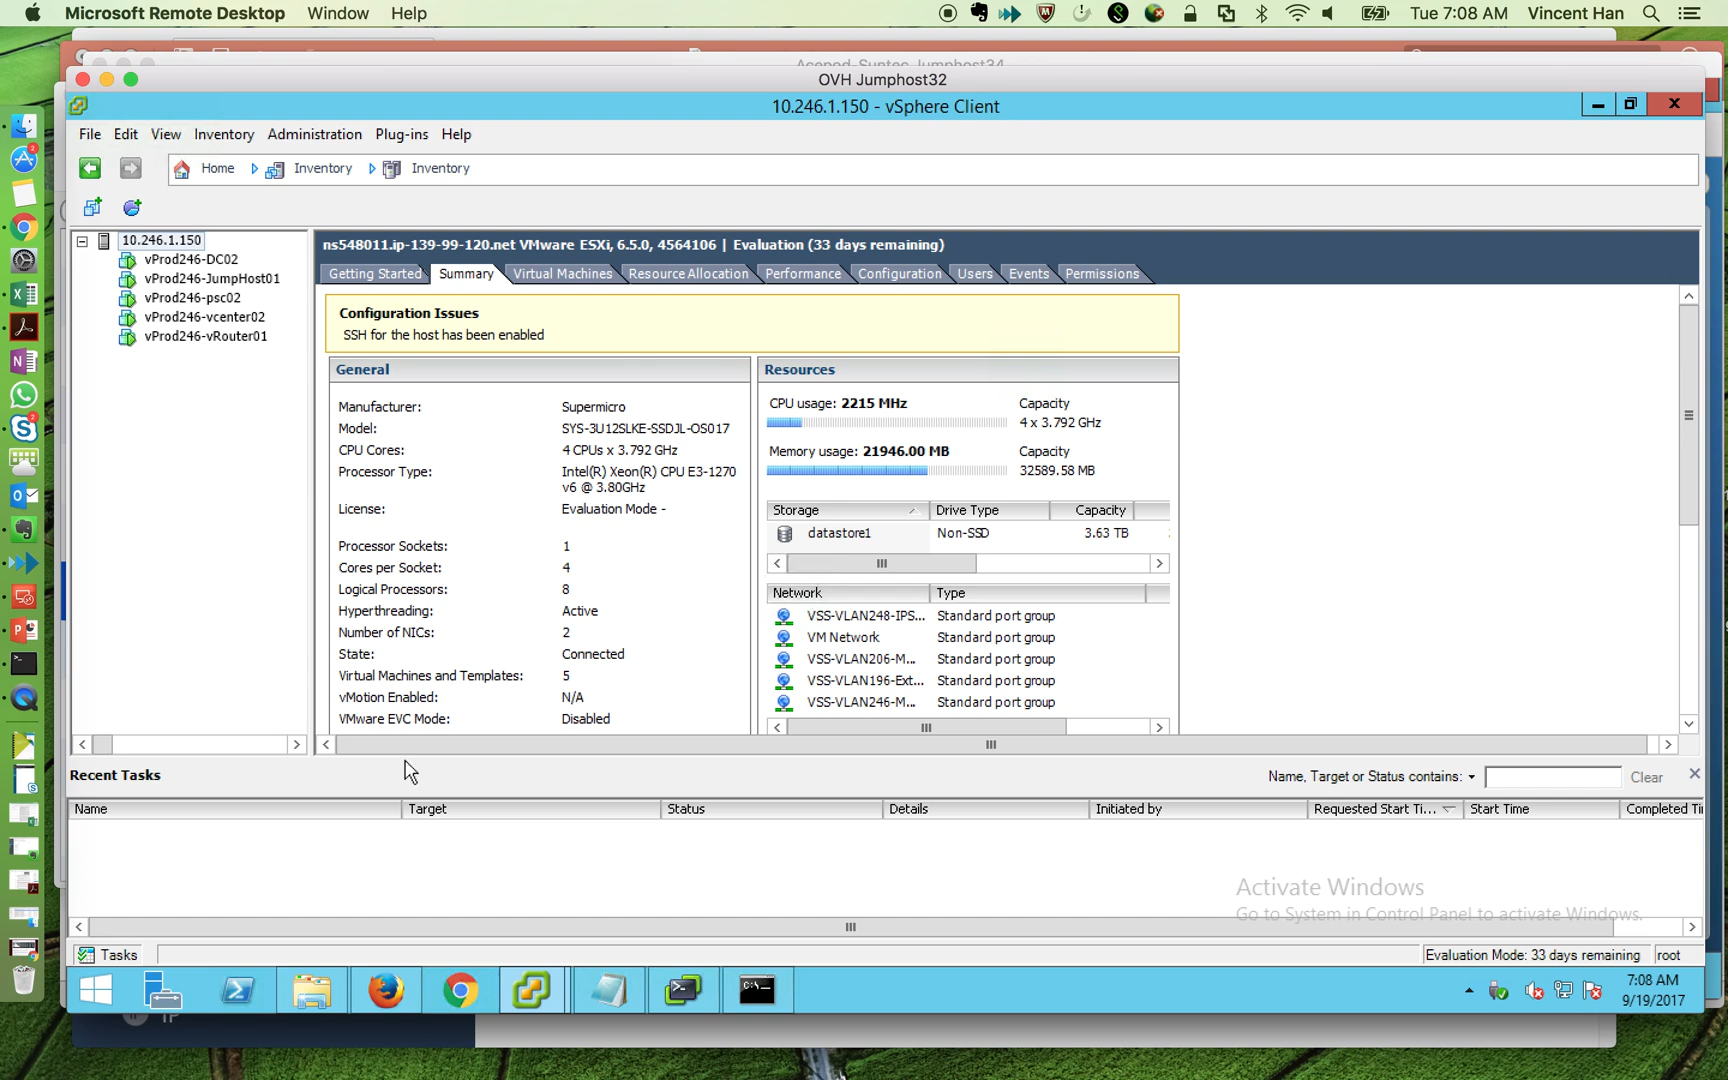 Microsoft Remote Desktop Window Help
Tue 7:08 AM Vincent Han
OVH Jumphost32
10.246.1.150 - vSphere Client
File Edit View Inventory Administration Plug-ins Help
Home Inventory Inventory
10.246.1.150
vProd246-DC02
vProd246-JumpHost01
vProd246-psc02
vProd246-vcenter02
vProd246-vRouter01
ns548011.ip-139-99-120.net VMware ESXi, 6.5.0, 4564106 | Evaluation (33 days remaining)
Getting Started Summary Virtual Machines Resource Allocation Performance Configuration Users Events Permissions
Configuration Issues
SSH for the host has been enabled
General
Manufacturer: Supermicro
Model: SYS-3U12SLKE-SSDJL-OS017
CPU Cores: 4 CPUs x 3.792 GHz
Processor Type: Intel(R) Xeon(R) CPU E3-1270
v6 @ 3.80GHz
License: Evaluation Mode -
Processor Sockets: 1
Cores per Socket: 4
Logical Processors: 8
Hyperthreading: Active
Number of NICs: 2
State: Connected
Virtual Machines and Templates: 5
vMotion Enabled: N/A
VMware EVC Mode: Disabled
Resources
CPU usage: 2215 MHz Capacity
4 x 3.792 GHz
Memory usage: 21946.00 MB Capacity
32589.58 MB
Storage Drive Type Capacity
datastore1 Non-SSD 3.63 TB
Network Type
VSS-VLAN248-IPS... Standard port group
VM Network Standard port group
VSS-VLAN206-M... Standard port group
VSS-VLAN196-Ext... Standard port group
VSS-VLAN246-M... Standard port group
Recent Tasks
Name, Target or Status contains: Clear
Name Target Status Details Initiated by Requested Start Ti... Start Time Completed Ti
Activate Windows
Go to System in Control Panel to activate Windows.
Tasks
Evaluation Mode: 33 days remaining root
7:08 AM
9/19/2017